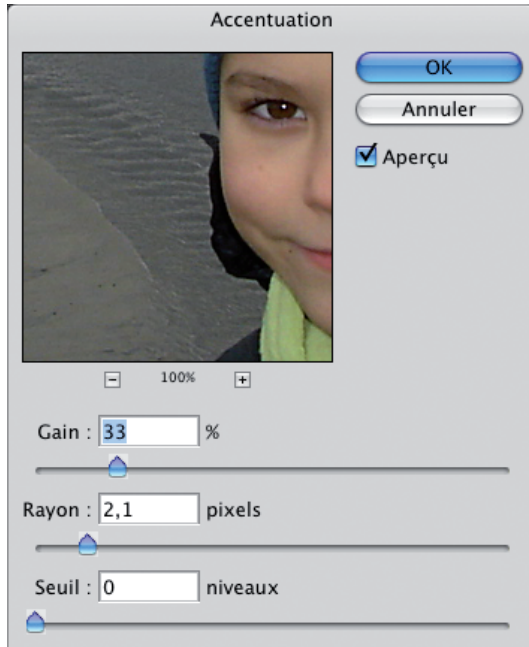 Accentuation
OK
Annuler
Aperçu
100%
Gain : 33 %
Rayon : 2,1 pixels
Seuil : 0 niveaux